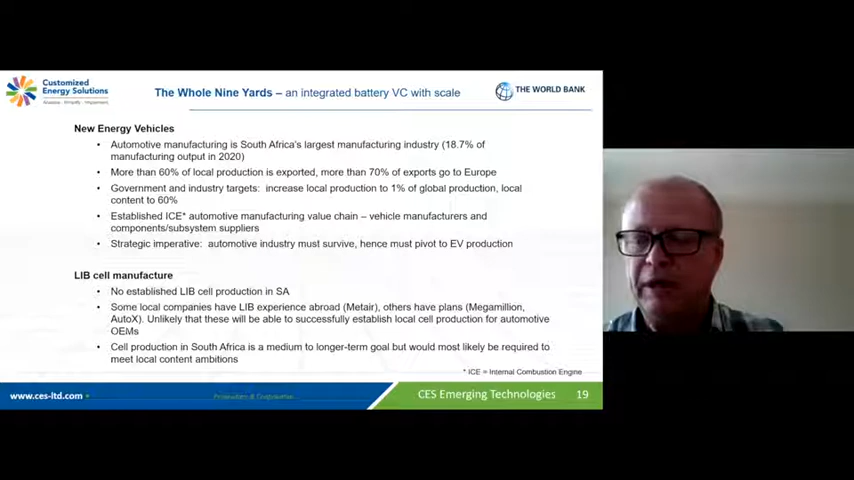 Customized
Energy Solutions
Analyze · Simplify · Implement
The Whole Nine Yards – an integrated battery VC with scale
THE WORLD BANK
New Energy Vehicles
• Automotive manufacturing is South Africa's largest manufacturing industry (18.7% of
manufacturing output in 2020)
• More than 60% of local production is exported, more than 70% of exports go to Europe
• Government and industry targets: increase local production to 1% of global production, local
content to 60%
• Established ICE* automotive manufacturing value chain – vehicle manufacturers and
components/subsystem suppliers
• Strategic imperative: automotive industry must survive, hence must pivot to EV production
LIB cell manufacture
• No established LIB cell production in SA
• Some local companies have LIB experience abroad (Metair), others have plans (Megamillion,
AutoX). Unlikely that these will be able to successfully establish local cell production for automotive
OEMs
• Cell production in South Africa is a medium to longer-term goal but would most likely be required to
meet local content ambitions
* ICE = Internal Combustion Engine
www.ces-ltd.com
CES Emerging Technologies 19